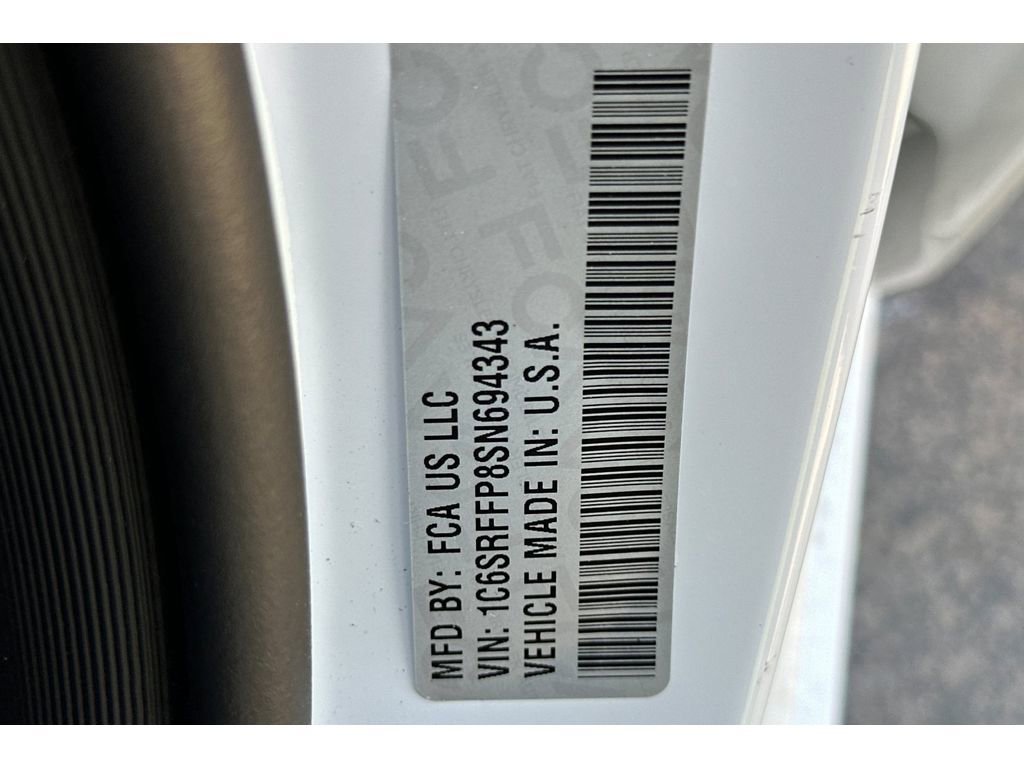 MFD BY: FCA US LLC
VIN: 1C6SRFFP8SN694343
VEHICLE MADE IN: U.S.A.